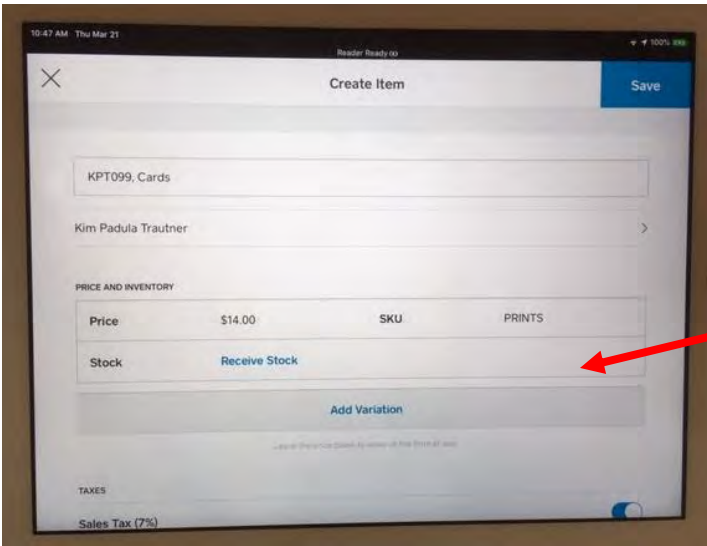 10:47 AM Thu Mar 21
100%
Reader Ready
Create Item
Save
KPT099, Cards
Kim Padula Trautner
PRICE AND INVENTORY
Price $14.00 SKU PRINTS
Stock Receive Stock
Add Variation
TAXES
Sales Tax (7%)